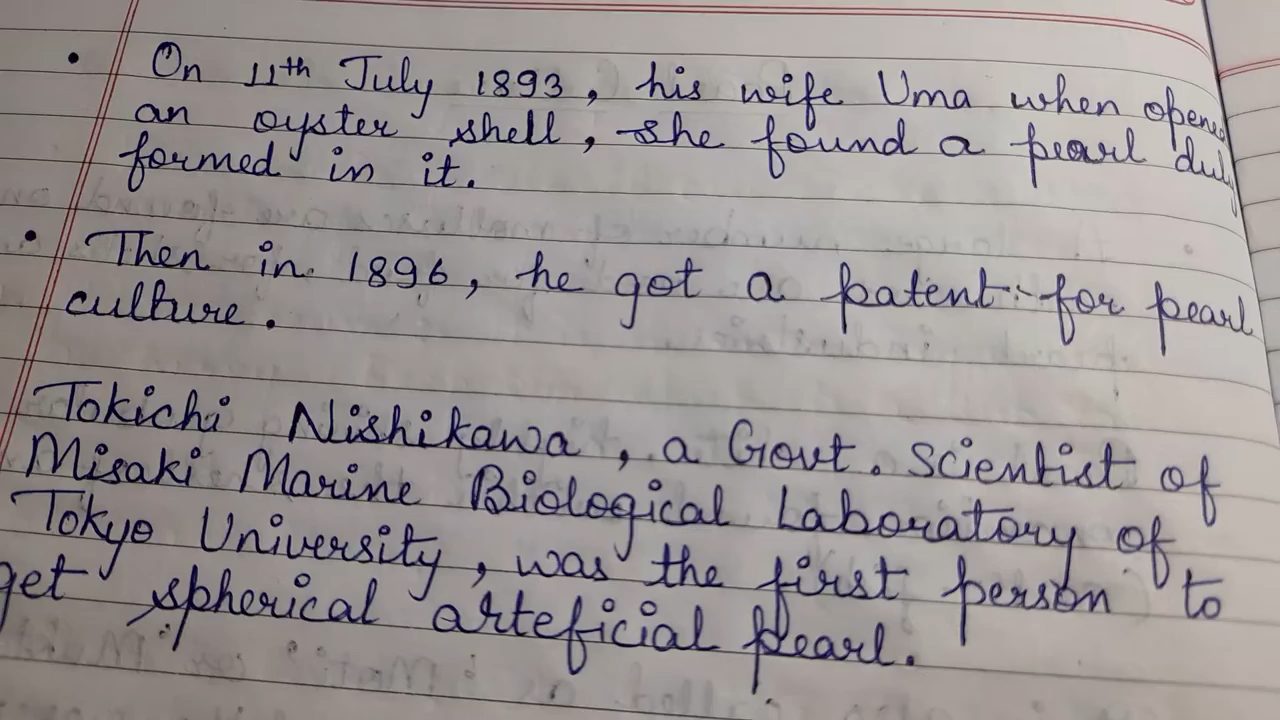 • On 11th July 1893, his wife Uma when opened
an oyster shell, she found a pearl duly
formed in it.
• Then in 1896, he got a patent for pearl
culture.
Tokichi Nishikawa, a Govt. Scientist of
Misaki Marine Biological Laboratory of
Tokyo University, was the first person to
get spherical arteficial pearl.